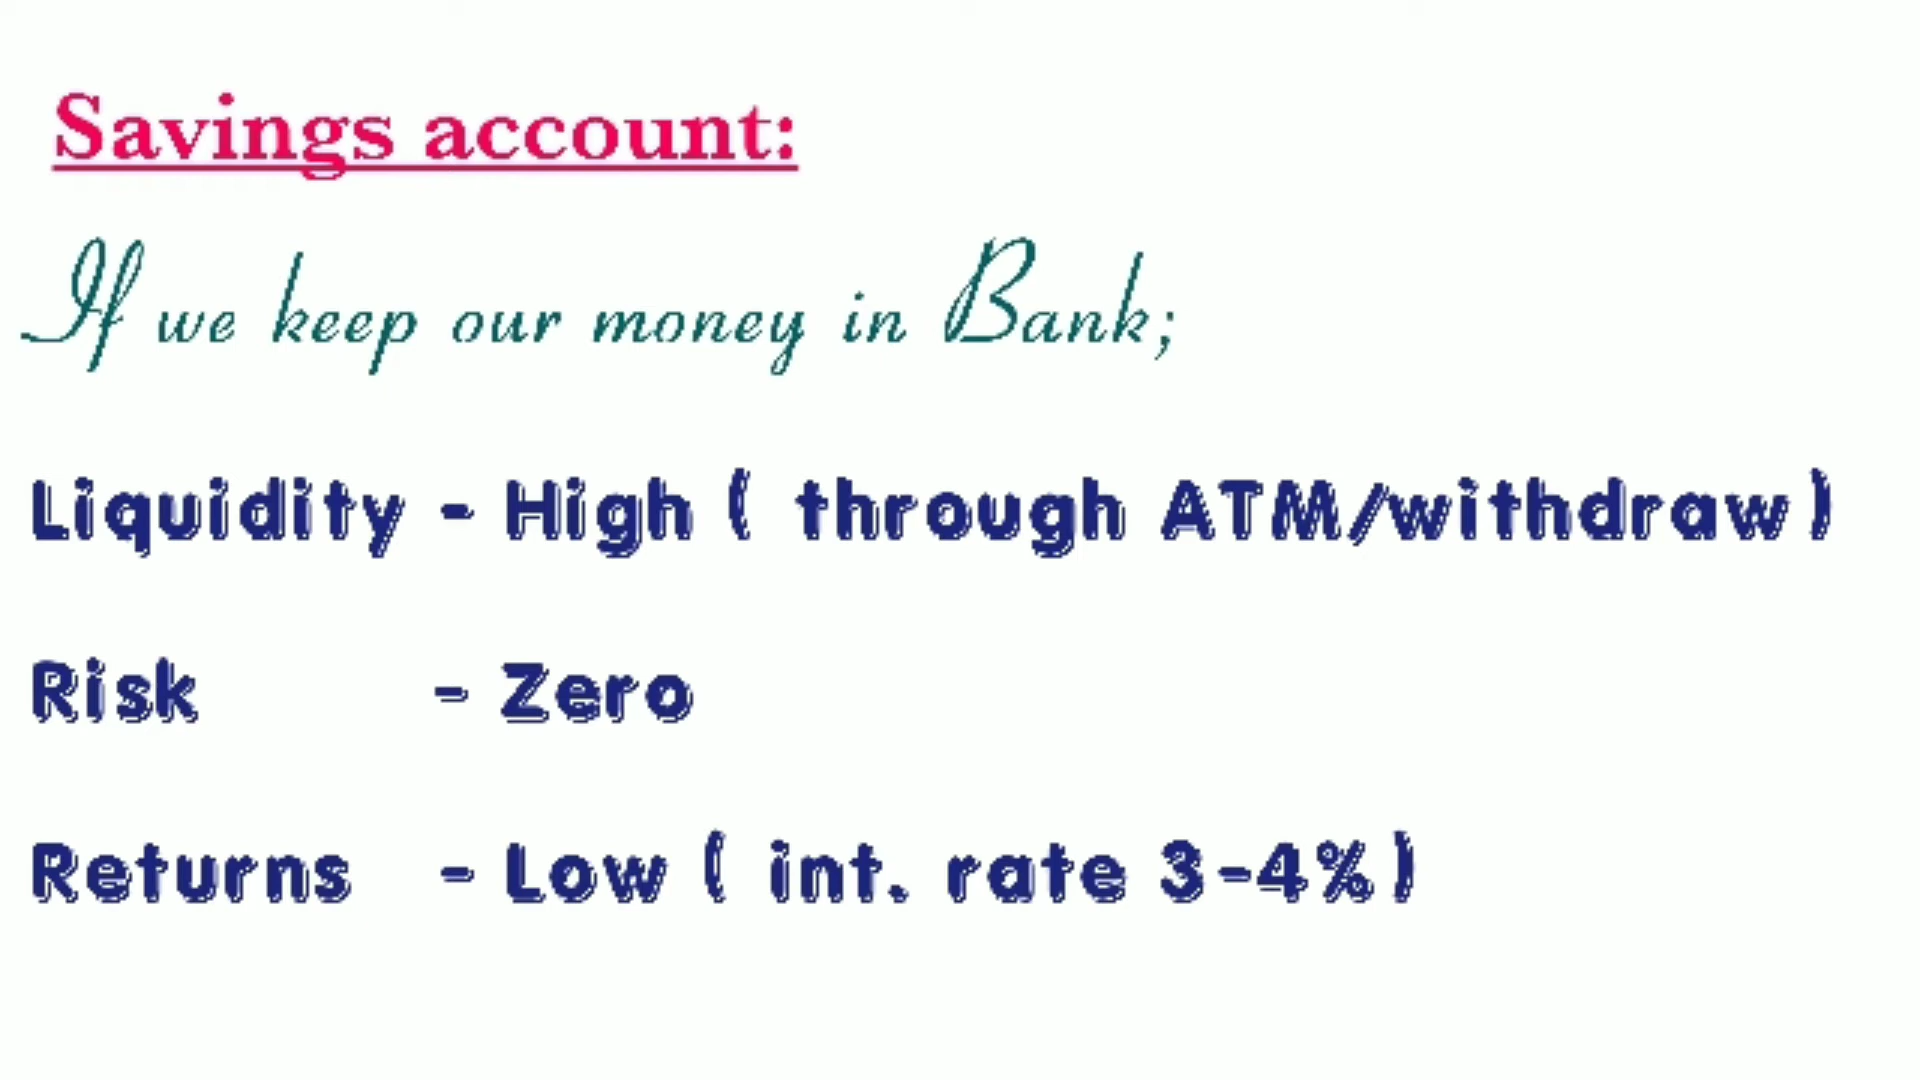 Savings account:
If we keep our money in Bank;
Liquidity - High ( through ATM/withdraw)
Risk - Zero
Returns - Low ( int. rate 3-4%)